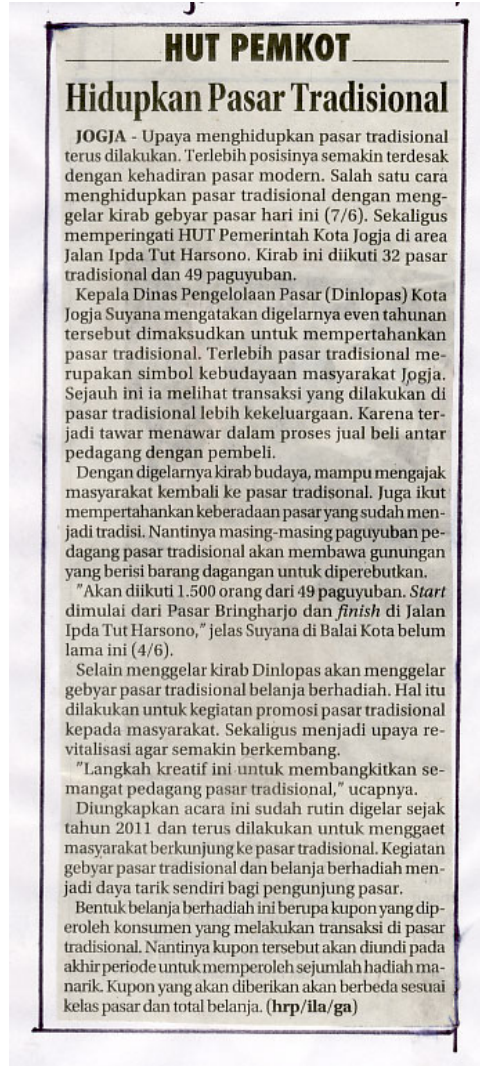 HUT PEMKOT
Hidupkan Pasar Tradisional
JOGJA - Upaya menghidupkan pasar tradisional
terus dilakukan. Terlebih posisinya semakin terdesak
dengan kehadiran pasar modern. Salah satu cara
menghidupkan pasar tradisional dengan meng-
gelar kirab gebyar pasar hari ini (7/6). Sekaligus
memperingati HUT Pemerintah Kota Jogja di area
Jalan Ipda Tut Harsono. Kirab ini diikuti 32 pasar
tradisional dan 49 paguyuban.
Kepala Dinas Pengelolaan Pasar (Dinlopas) Kota
Jogja Suyana mengatakan digelarnya even tahunan
tersebut dimaksudkan untuk mempertahankan
pasar tradisional. Terlebih pasar tradisional me-
rupakan simbol kebudayaan masyarakat Jogja.
Sejauh ini ia melihat transaksi yang dilakukan di
pasar tradisional lebih kekeluargaan. Karena ter-
jadi tawar menawar dalam proses jual beli antar
pedagang dengan pembeli.
Dengan digelarnya kirab budaya, mampu mengajak
masyarakat kembali ke pasar tradisonal. Juga ikut
mempertahankan keberadaan pasar yang sudah men-
jadi tradisi. Nantinya masing-masing paguyuban pe-
dagang pasar tradisional akan membawa gunungan
yang berisi barang dagangan untuk diperebutkan.
"Akan diikuti 1.500 orang dari 49 paguyuban. Start
dimulai dari Pasar Bringharjo dan finish di Jalan
Ipda Tut Harsono," jelas Suyana di Balai Kota belum
lama ini (4/6).
Selain menggelar kirab Dinlopas akan menggelar
gebyar pasar tradisional belanja berhadiah. Hal itu
dilakukan untuk kegiatan promosi pasar tradisional
kepada masyarakat. Sekaligus menjadi upaya re-
vitalisasi agar semakin berkembang.
"Langkah kreatif ini untuk membangkitkan se-
mangat pedagang pasar tradisional," ucapnya.
Diungkapkan acara ini sudah rutin digelar sejak
tahun 2011 dan terus dilakukan untuk menggaet
masyarakat berkunjung ke pasar tradisional. Kegiatan
gebyar pasar tradisional dan belanja berhadiah men-
jadi daya tarik sendiri bagi pengunjung pasar.
Bentuk belanja berhadiah ini berupa kupon yang dip-
eroleh konsumen yang melakukan transaksi di pasar
tradisional. Nantinya kupon tersebut akan diundi pada
akhir periode untuk memperoleh sejumlah hadiah ma-
narik. Kupon yang akan diberikan akan berbeda sesuai
kelas pasar dan total belanja. (hrp/ila/ga)